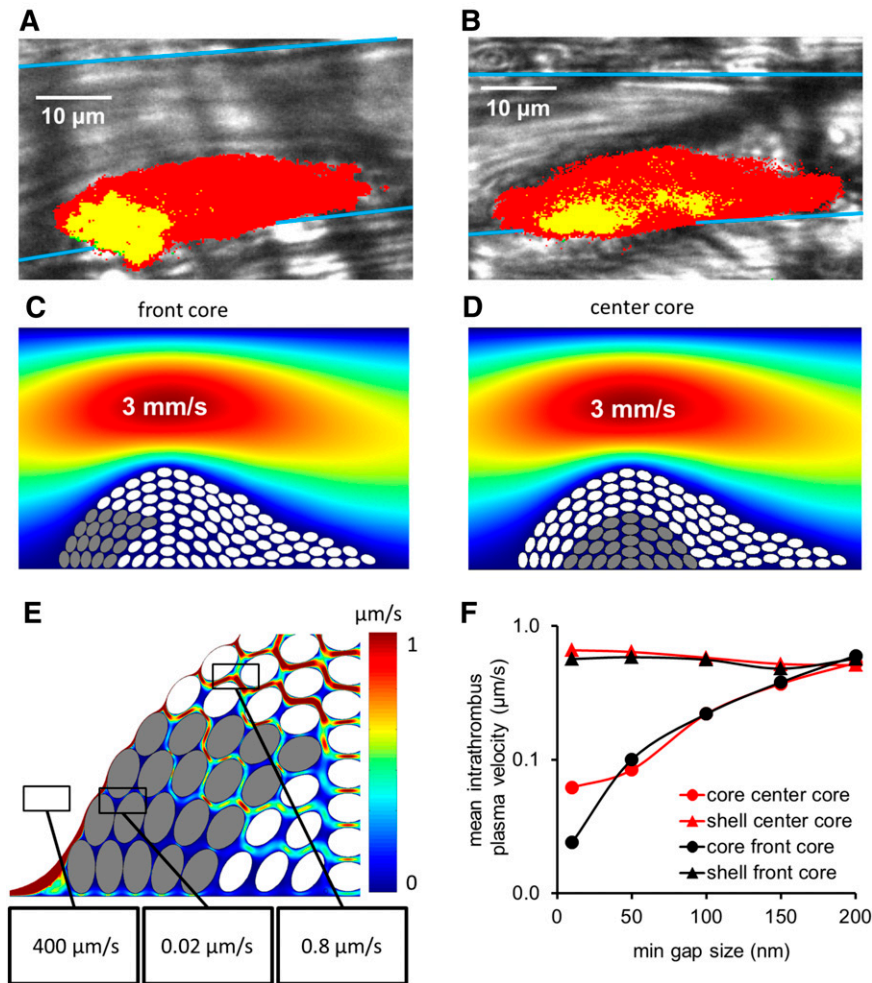 A
B
10 µm
10 µm
C
front core
D
center core
3 mm/s
3 mm/s
E
µm/s
1
0
400 µm/s
0.02 µm/s
0.8 µm/s
F
mean intrathrombus
plasma velocity (µm/s)
1.0
0.1
0.0
core center core
shell center core
core front core
shell front core
0
50
100
150
200
min gap size (nm)